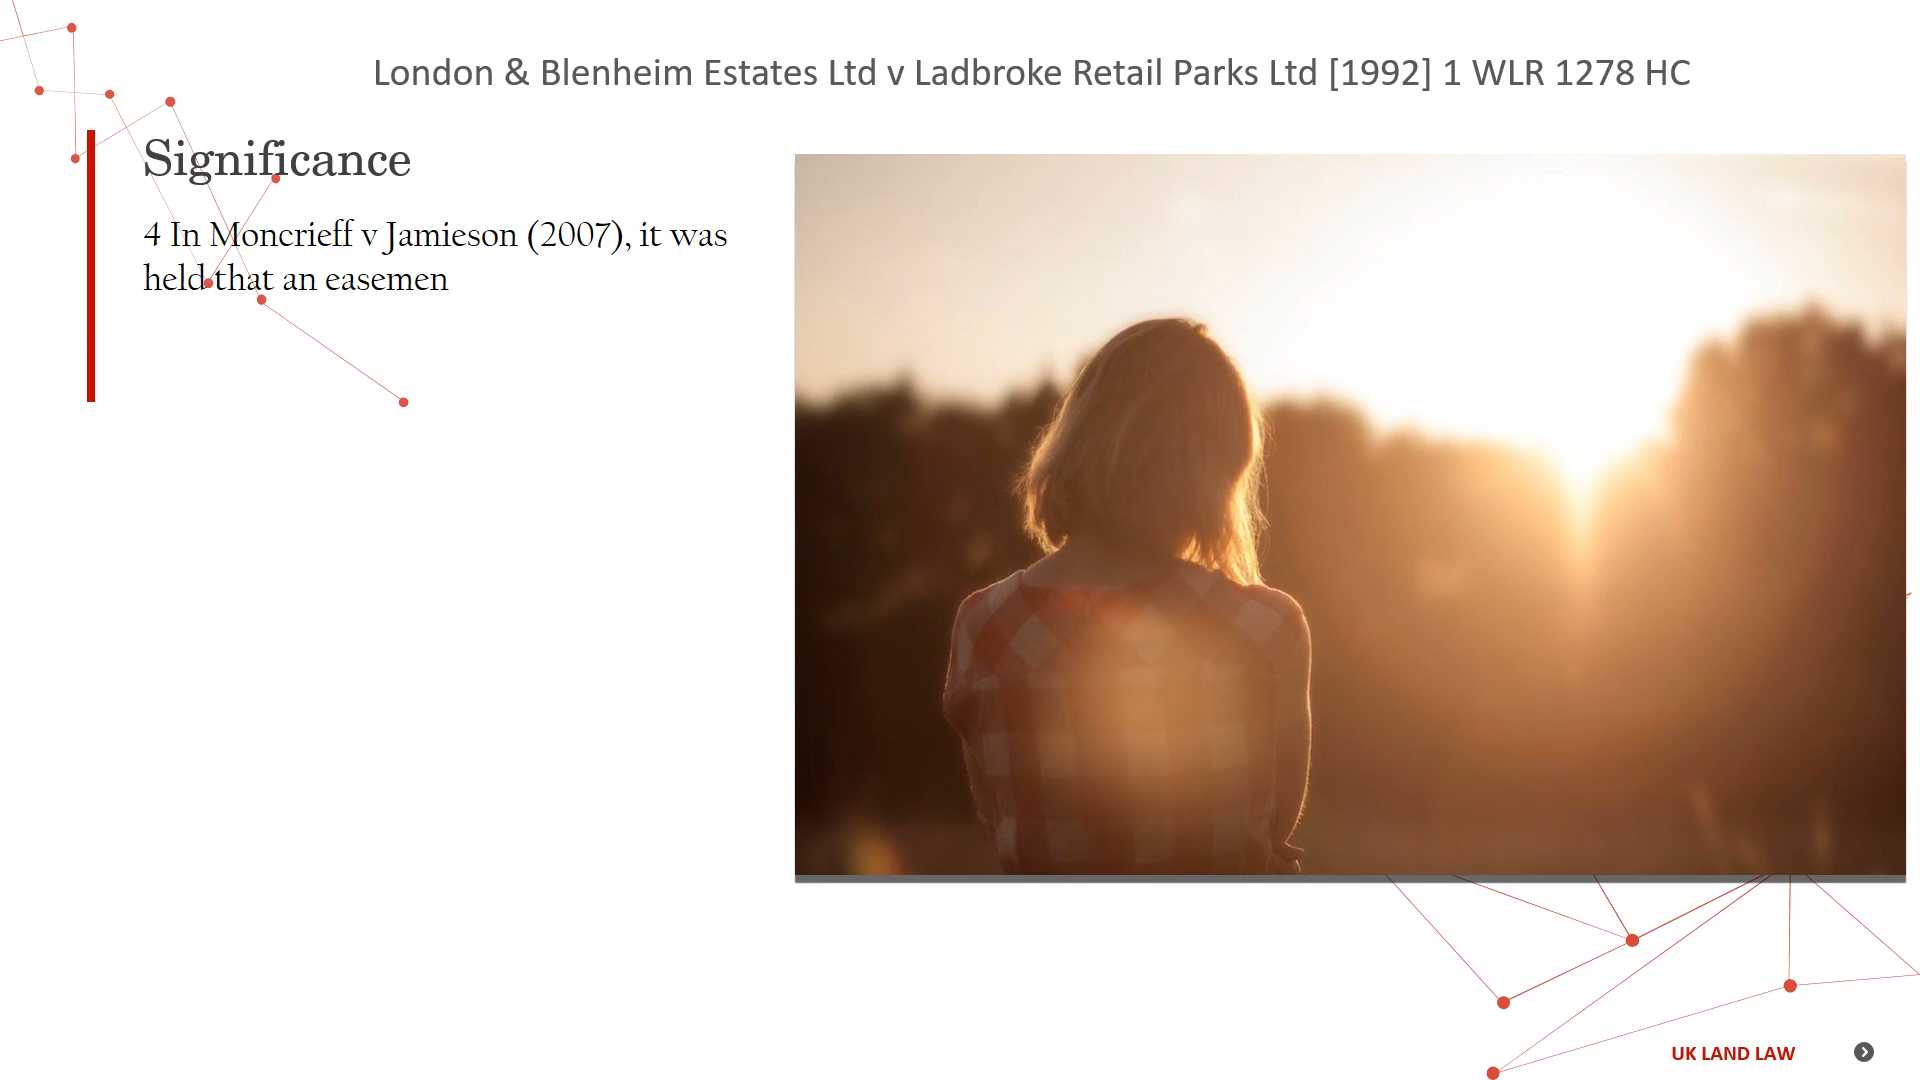 London & Blenheim Estates Ltd v Ladbroke Retail Parks Ltd [1992] 1 WLR 1278 HC
Significance
4 In Moncrieff v Jamieson (2007), it was
held that an easemen
UK LAND LAW